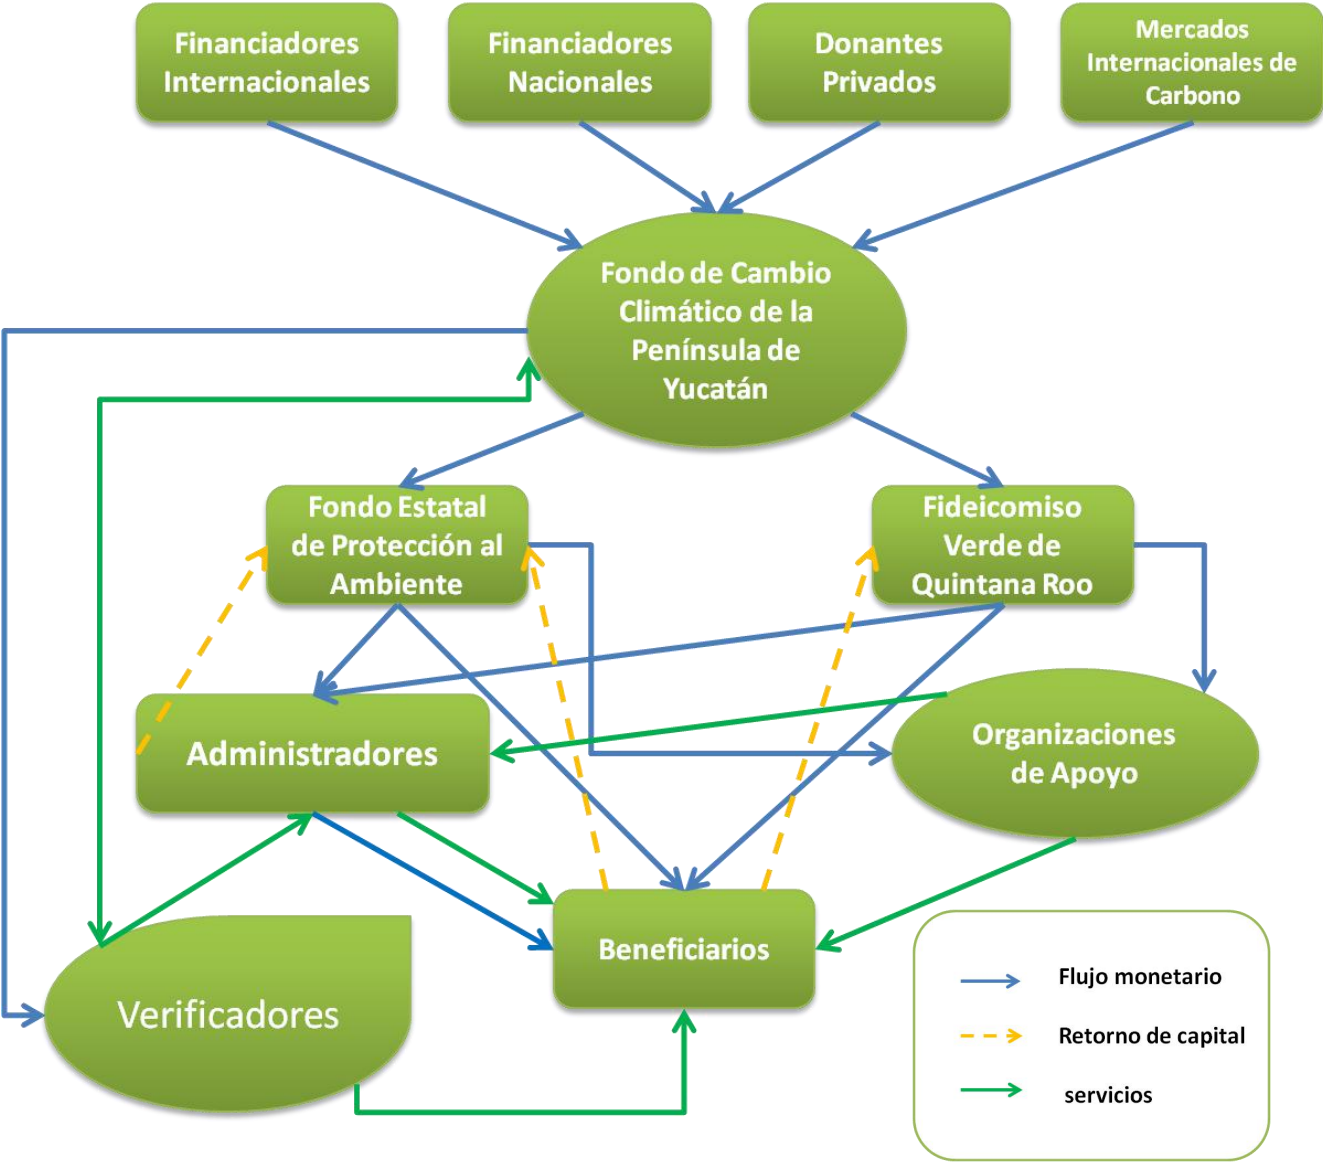 Financiadores
Internacionales
Financiadores
Nacionales
Donantes
Privados
Mercados
Internacionales de
Carbono
Fondo de Cambio
Climático de la
Península de
Yucatán
Fondo Estatal
de Protección al
Ambiente
Fideicomiso
Verde de
Quintana Roo
Administradores
Organizaciones
de Apoyo
Beneficiarios
Verificadores
Flujo monetario
Retorno de capital
servicios